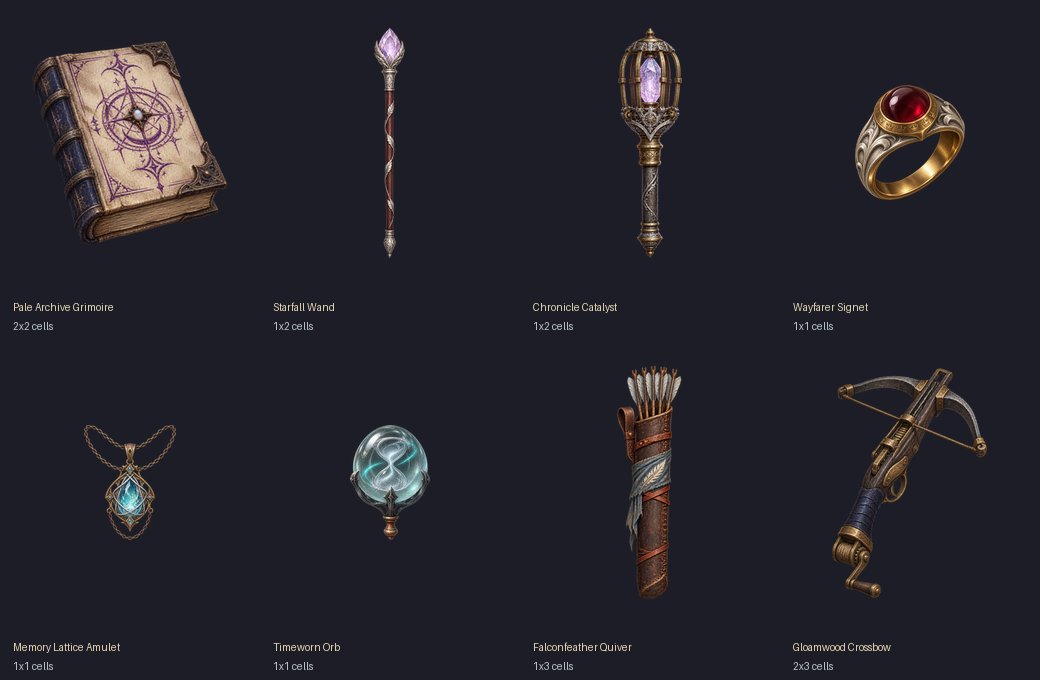 Pale Archive Grimoire
2x2 cells
Starfall Wand
1x2 cells
Chronicle Catalyst
1x2 cells
Wayfarer Signet
1x1 cells
Memory Lattice Amulet
1x1 cells
Timeworn Orb
1x1 cells
Falconfeather Quiver
1x3 cells
Gloamwood Crossbow
2x3 cells